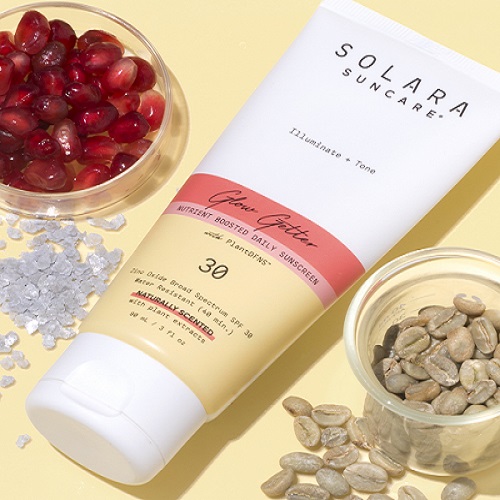 SOLARA
SUNCARE®
Illuminate + Tone
Glow Getter
NUTRIENT BOOSTED DAILY SUNSCREEN
with PlantDFNS™
30
Zinc Oxide Broad Spectrum SPF 30
Water Resistant (40 min.)
NATURALLY SCENTED
with plant extracts
90 mL / 3 fl oz